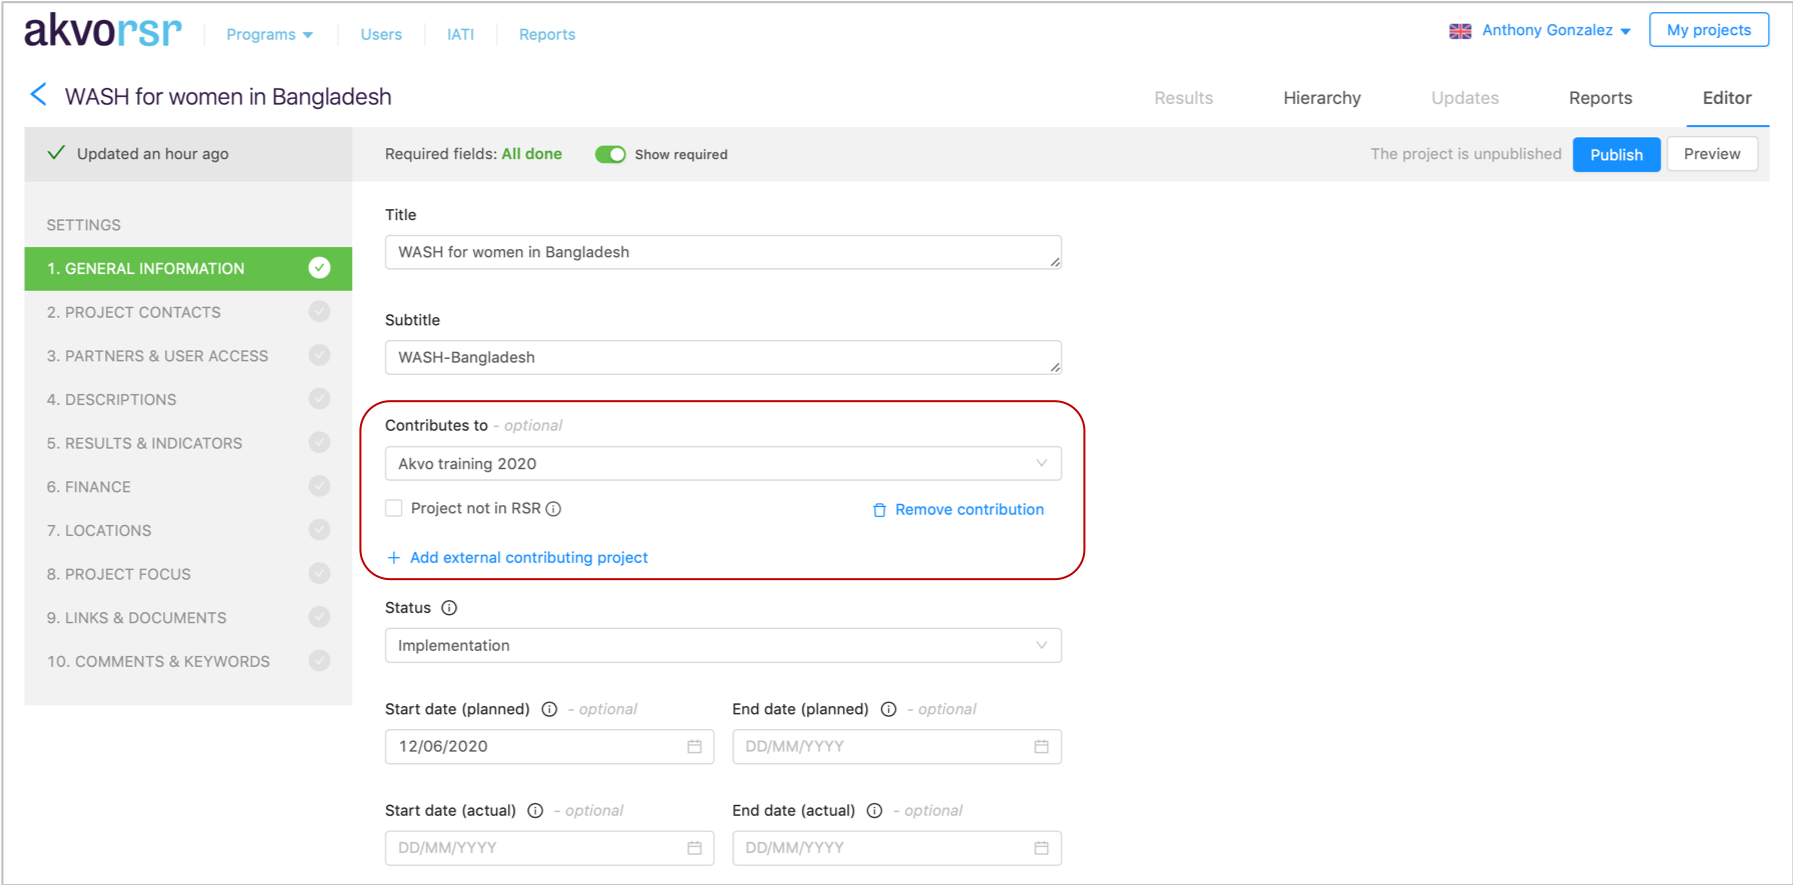 akvorsr Programs Users IATI Reports Anthony Gonzalez My projects
WASH for women in Bangladesh Results Hierarchy Updates Reports Editor
Updated an hour ago Required fields: All done Show required The project is unpublished Publish Preview
SETTINGS
1. GENERAL INFORMATION
2. PROJECT CONTACTS
3. PARTNERS & USER ACCESS
4. DESCRIPTIONS
5. RESULTS & INDICATORS
6. FINANCE
7. LOCATIONS
8. PROJECT FOCUS
9. LINKS & DOCUMENTS
10. COMMENTS & KEYWORDS
Title
WASH for women in Bangladesh
Subtitle
WASH-Bangladesh
Contributes to - optional
Akvo training 2020
Project not in RSR Remove contribution
+ Add external contributing project
Status
Implementation
Start date (planned) - optional End date (planned) - optional
12/06/2020 DD/MM/YYYY
Start date (actual) - optional End date (actual) - optional
DD/MM/YYYY DD/MM/YYYY